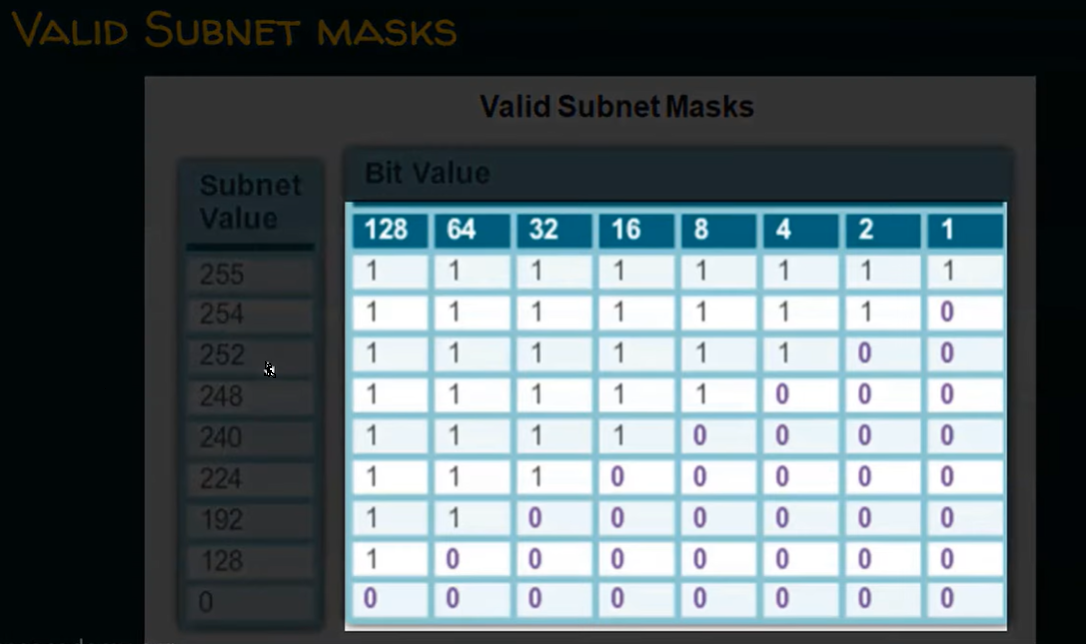 VALID SUBNET MASKS
Valid Subnet Masks
Subnet Value
Bit Value
128 64 32 16 8 4 2 1
255 1 1 1 1 1 1 1 1
254 1 1 1 1 1 1 1 0
252 1 1 1 1 1 1 0 0
248 1 1 1 1 1 0 0 0
240 1 1 1 1 0 0 0 0
224 1 1 1 0 0 0 0 0
192 1 1 0 0 0 0 0 0
128 1 0 0 0 0 0 0 0
0 0 0 0 0 0 0 0 0